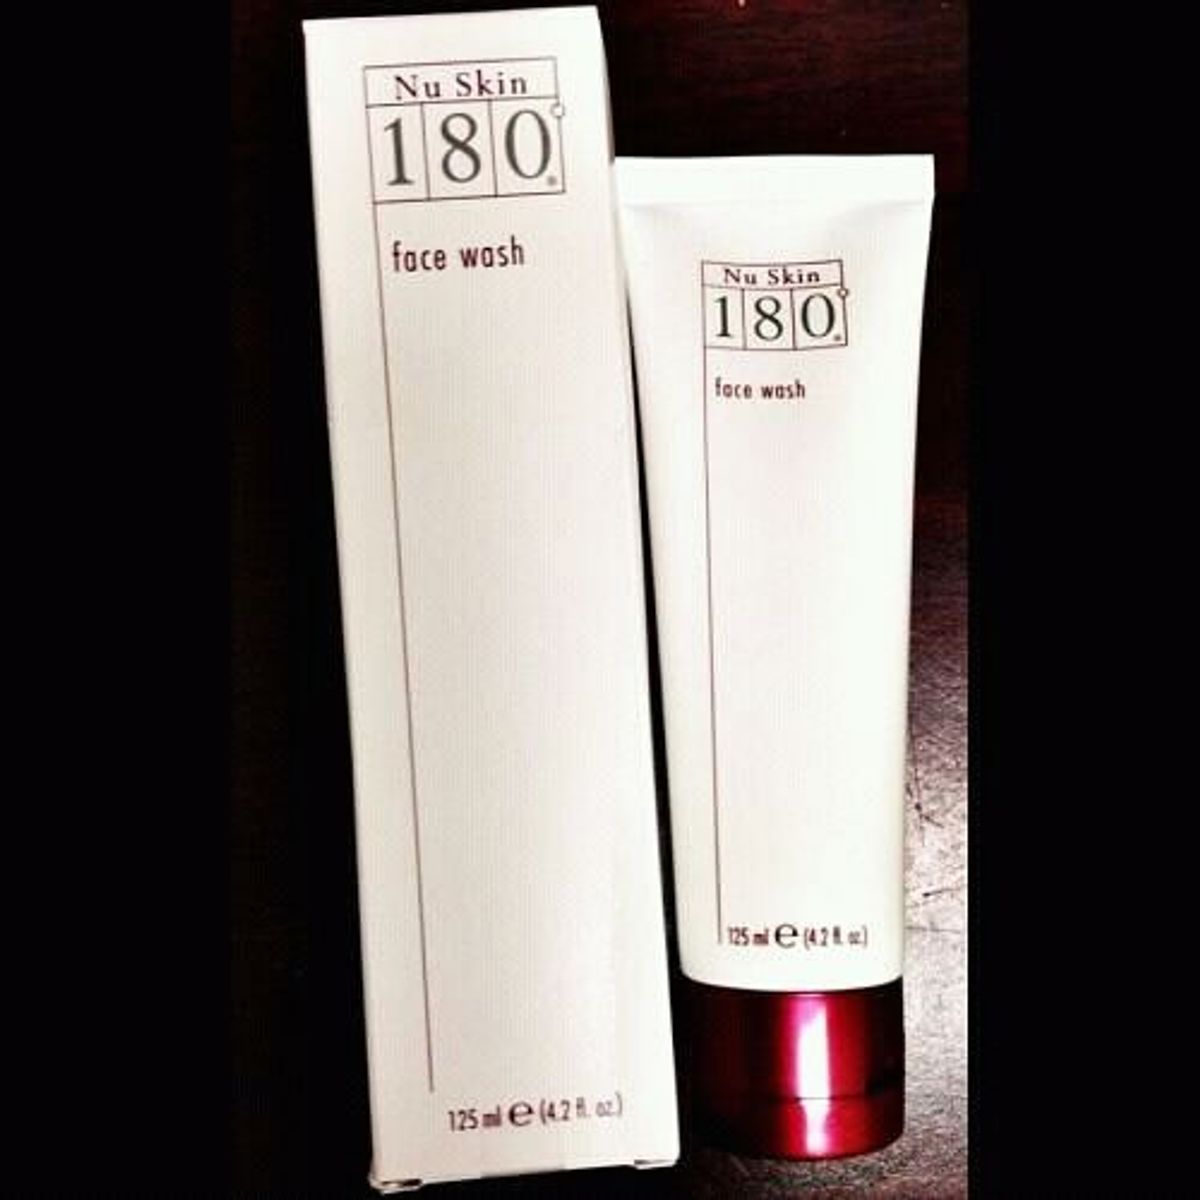 Nu Skin
180°
face wash
125 ml e (4.2 fl. oz.)
Nu Skin
180°
face wash
125 ml e (4.2 fl. oz.)